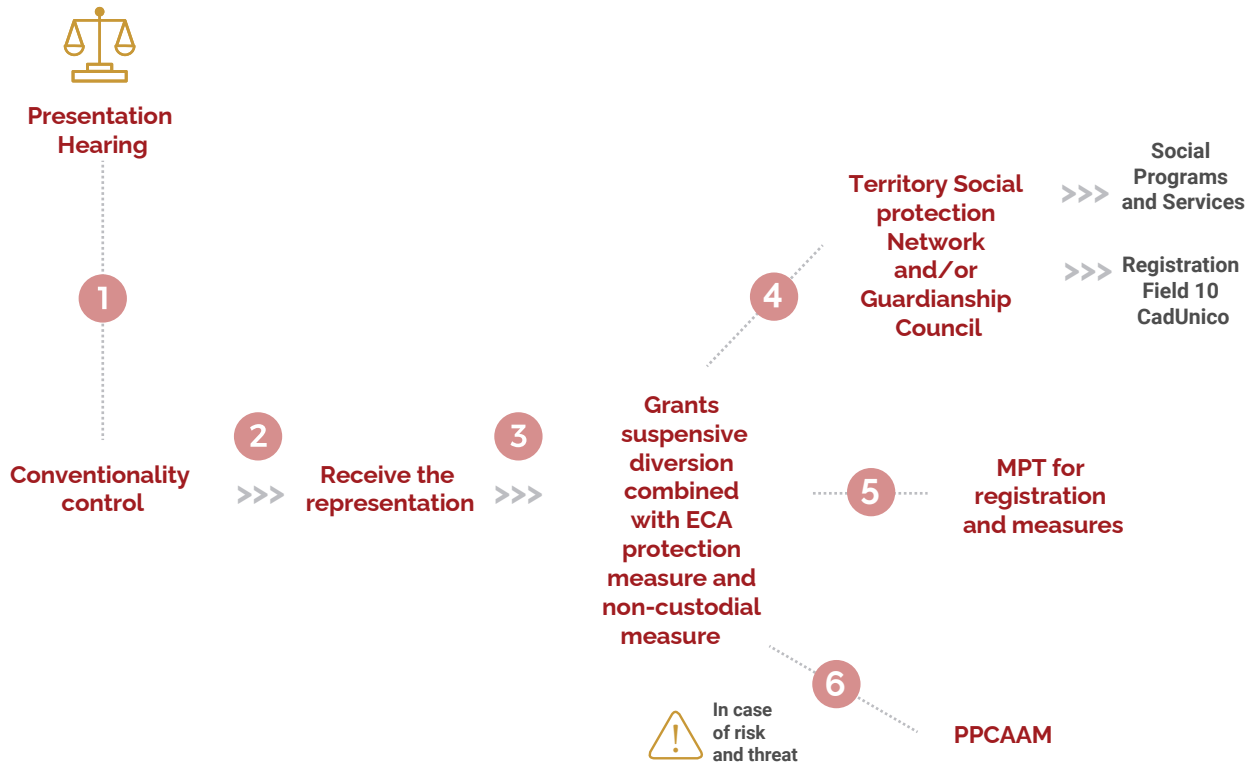 Presentation
Hearing
1
Conventionality
control
2
>>>
Receive the
representation
3
>>>
Grants
suspensive
diversion
combined
with ECA
protection
measure and
non-custodial
measure
4
Territory Social
protection
Network
and/or
Guardianship
Council
>>>
Social
Programs
and Services
>>>
Registration
Field 10
CadUnico
5
MPT for
registration
and measures
6
!
In case
of risk
and threat
PPCAAM